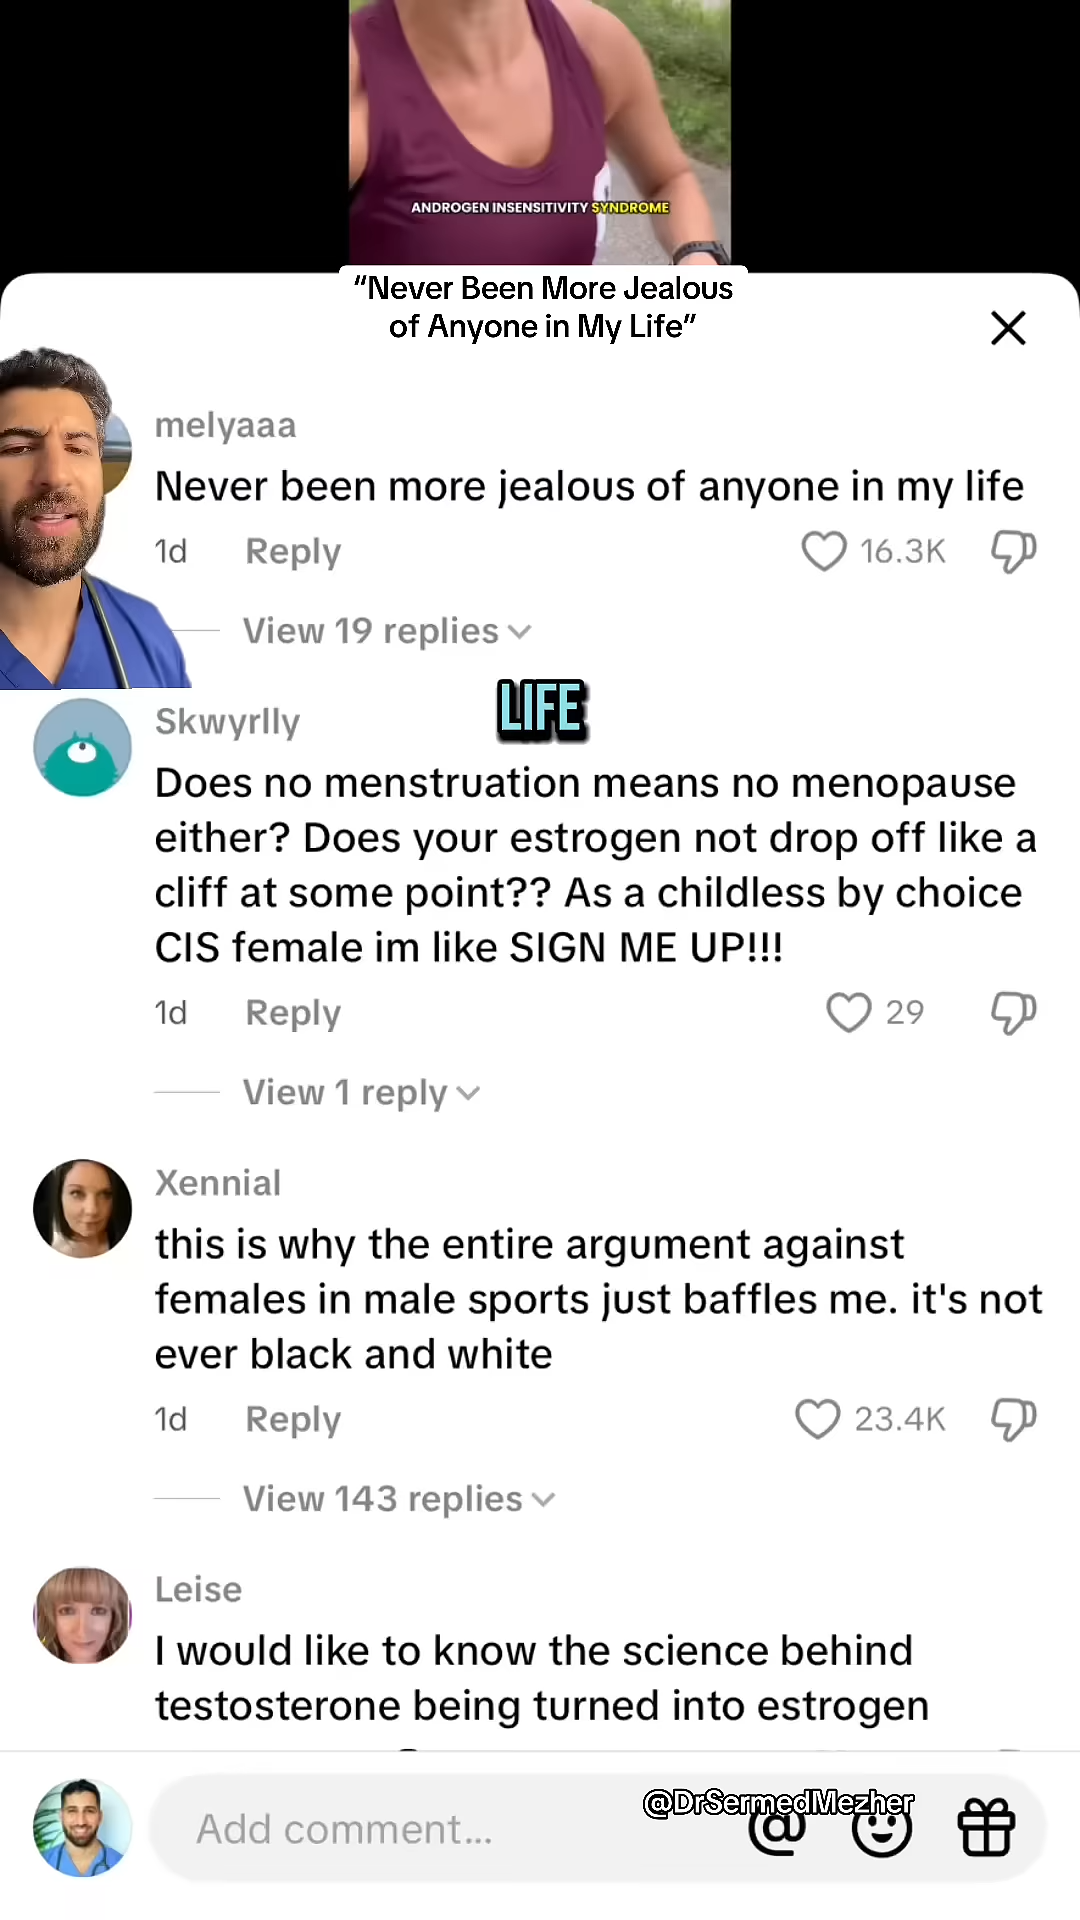 ANDROGEN INSENSITIVITY SYNDROME
“Never Been More Jealous
of Anyone in My Life”
melyaaa
Never been more jealous of anyone in my life
1d Reply 16.3K
View 19 replies
LIFE
Skwyrlly
Does no menstruation means no menopause
either? Does your estrogen not drop off like a
cliff at some point?? As a childless by choice
CIS female im like SIGN ME UP!!!
1d Reply 29
View 1 reply
Xennial
this is why the entire argument against
females in male sports just baffles me. it's not
ever black and white
1d Reply 23.4K
View 143 replies
Leise
I would like to know the science behind
testosterone being turned into estrogen
@DrSermedMezher
Add comment...